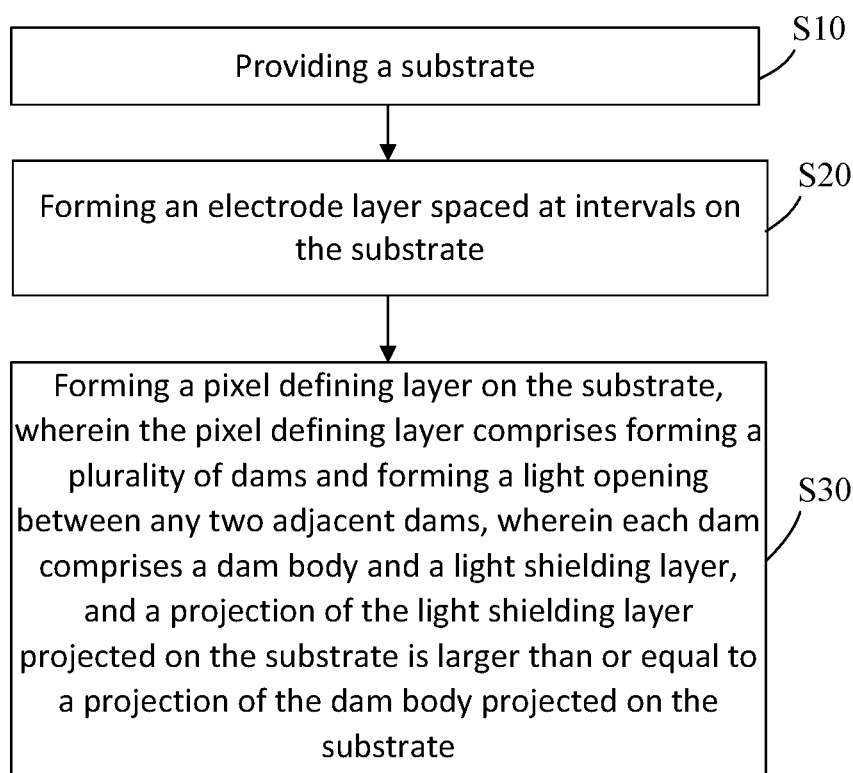 S10
Providing a substrate
S20
Forming an electrode layer spaced at intervals on
the substrate
S30
Forming a pixel defining layer on the substrate,
wherein the pixel defining layer comprises forming a
plurality of dams and forming a light opening
between any two adjacent dams, wherein each dam
comprises a dam body and a light shielding layer,
and a projection of the light shielding layer
projected on the substrate is larger than or equal to
a projection of the dam body projected on the
substrate